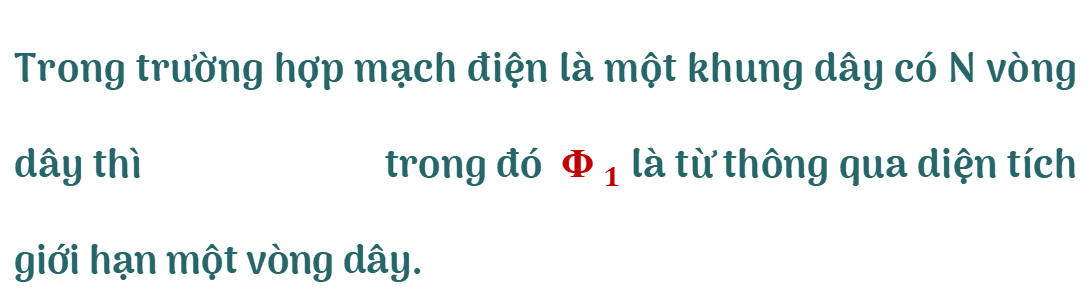 Trong trường hợp mạch điện là một khung dây có N vòng
dây thì trong đó Φ 1 là từ thông qua diện tích
giới hạn một vòng dây.